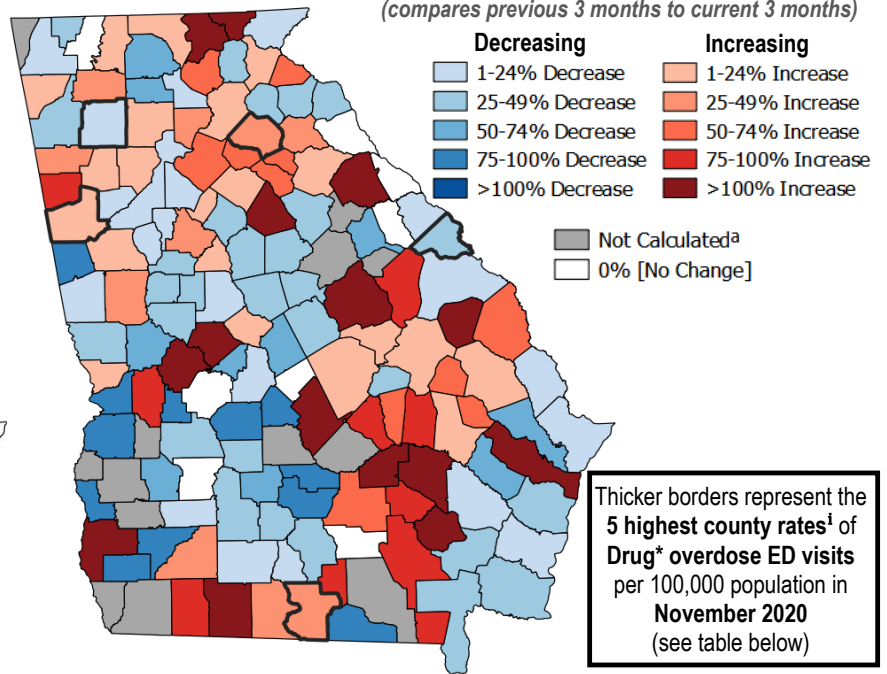 (compares previous 3 months to current 3 months)
Decreasing
1-24% Decrease
25-49% Decrease
50-74% Decrease
75-100% Decrease
>100% Decrease
Increasing
1-24% Increase
25-49% Increase
50-74% Increase
75-100% Increase
>100% Increase
Not Calculatedª
0% [No Change]
Thicker borders represent the
5 highest county ratesⁱ of
Drug* overdose ED visits
per 100,000 population in
November 2020
(see table below)